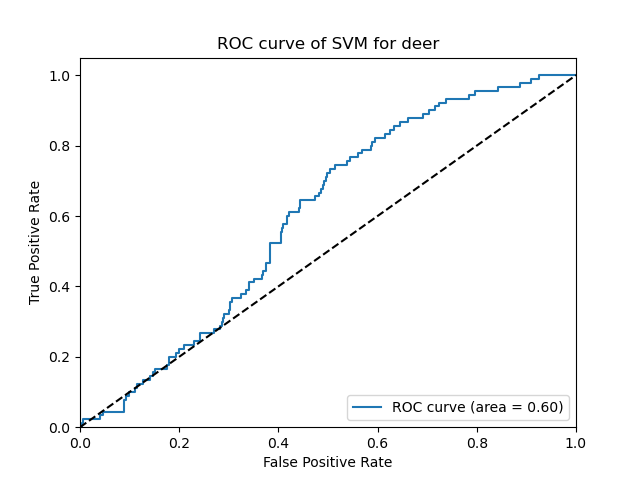 ROC curve of SVM for deer
1.0
0.8
0.6
0.4
0.2
0.0
True Positive Rate
ROC curve (area = 0.60)
0.0 0.2 0.4 0.6 0.8 1.0
False Positive Rate